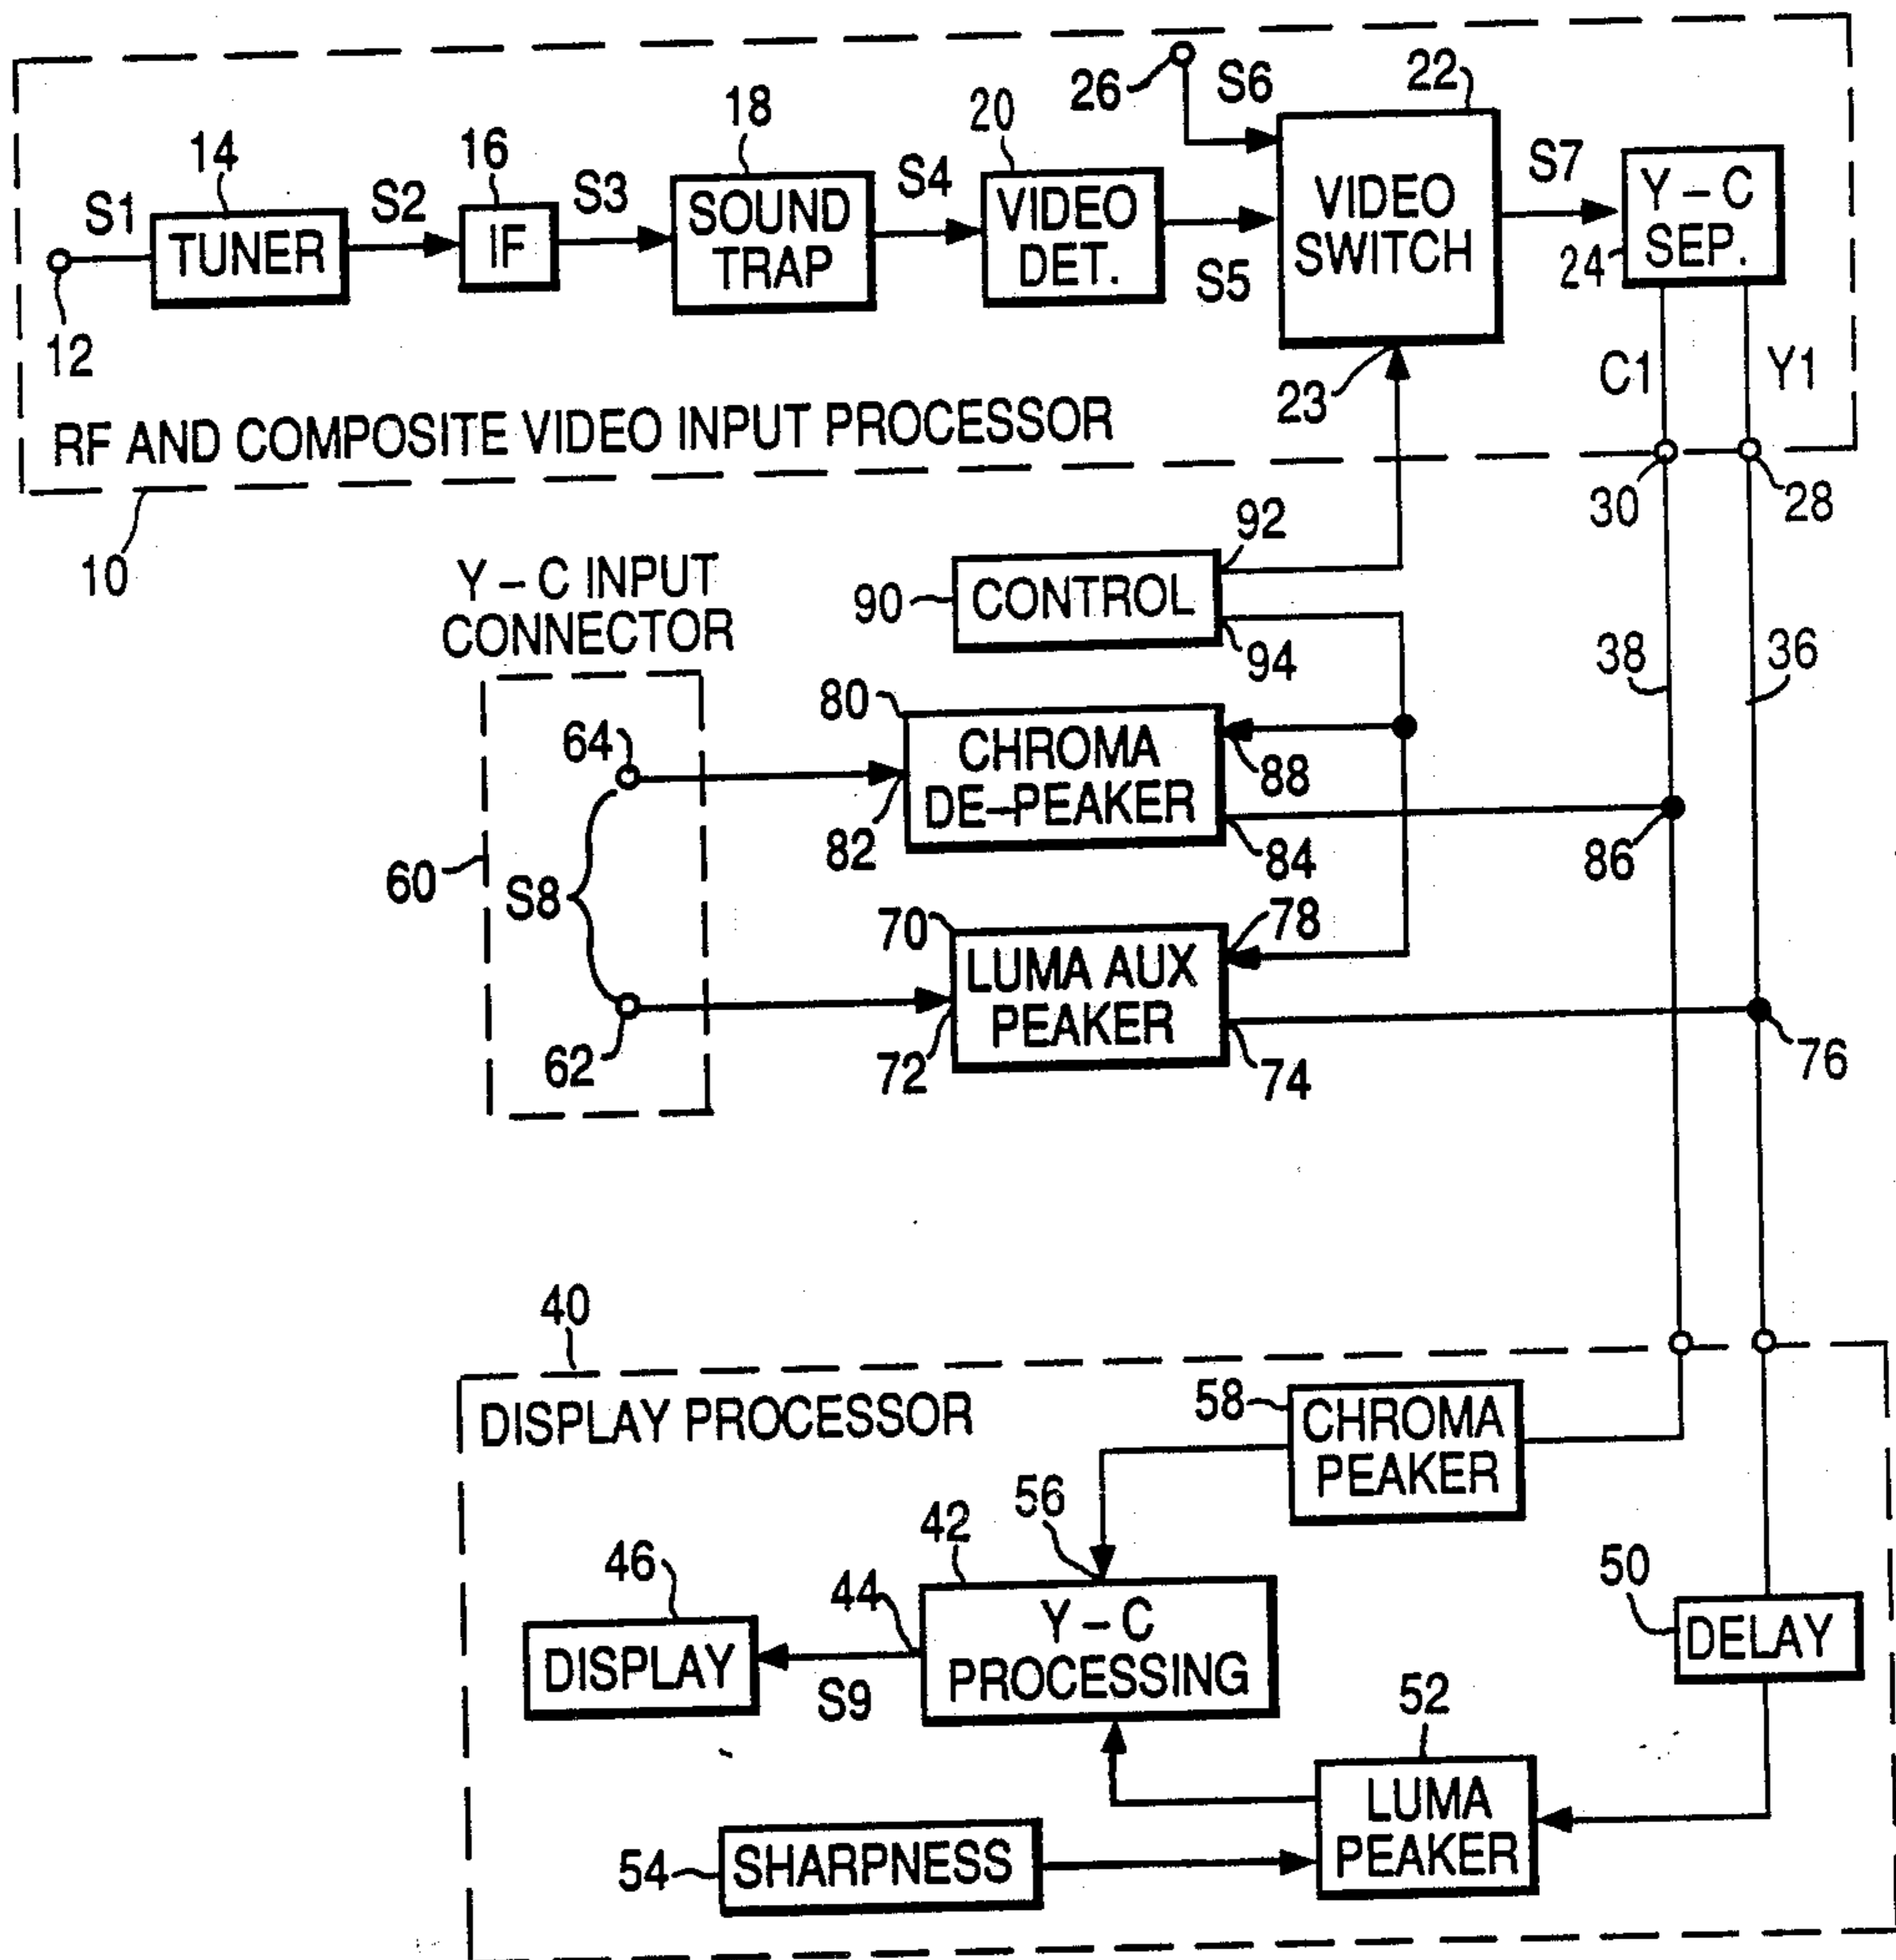 26
S6
22
S1
14
S2
16
S3
18
S4
20
S7
TUNER
IF
SOUND
TRAP
VIDEO
DET.
S5
VIDEO
SWITCH
Y – C
SEP.
24
12
23
C1
Y1
RF AND COMPOSITE VIDEO INPUT PROCESSOR
30
28
10
Y – C INPUT
CONNECTOR
90
CONTROL
92
94
38
36
80
64
CHROMA
DE–PEAKER
88
82
84
86
60
S8
70
78
LUMA AUX
PEAKER
62
72
74
76
40
DISPLAY PROCESSOR
58
CHROMA
PEAKER
56
42
46
44
50
DISPLAY
S9
Y – C
PROCESSING
DELAY
52
LUMA
PEAKER
54
SHARPNESS